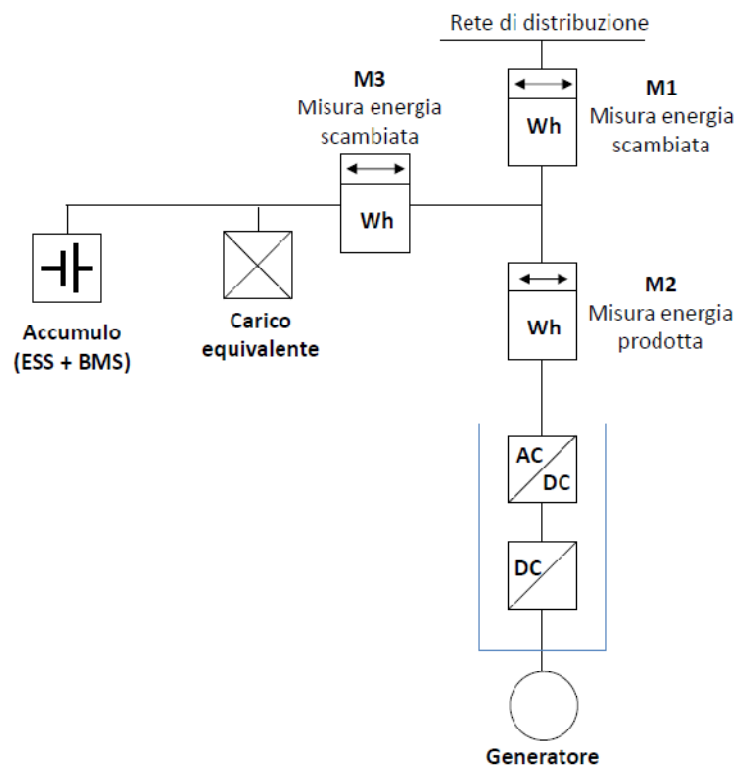 Rete di distribuzione
M3
Misura energia
scambiata
Wh
M1
Misura energia
scambiata
Wh
Accumulo
(ESS + BMS)
Carico
equivalente
Wh
M2
Misura energia
prodotta
AC
DC
DC
Generatore